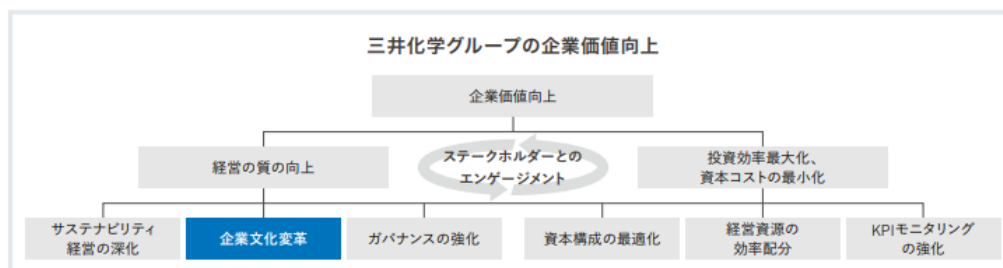 三井化学グループの企業価値向上
企業価値向上
経営の質の向上
ステークホルダーとの
エンゲージメント
投資効率最大化、
資本コストの最小化
サステナビリティ
経営の深化
企業文化変革
ガバナンスの強化
資本構成の最適化
経営資源の
効率配分
KPIモニタリング
の強化